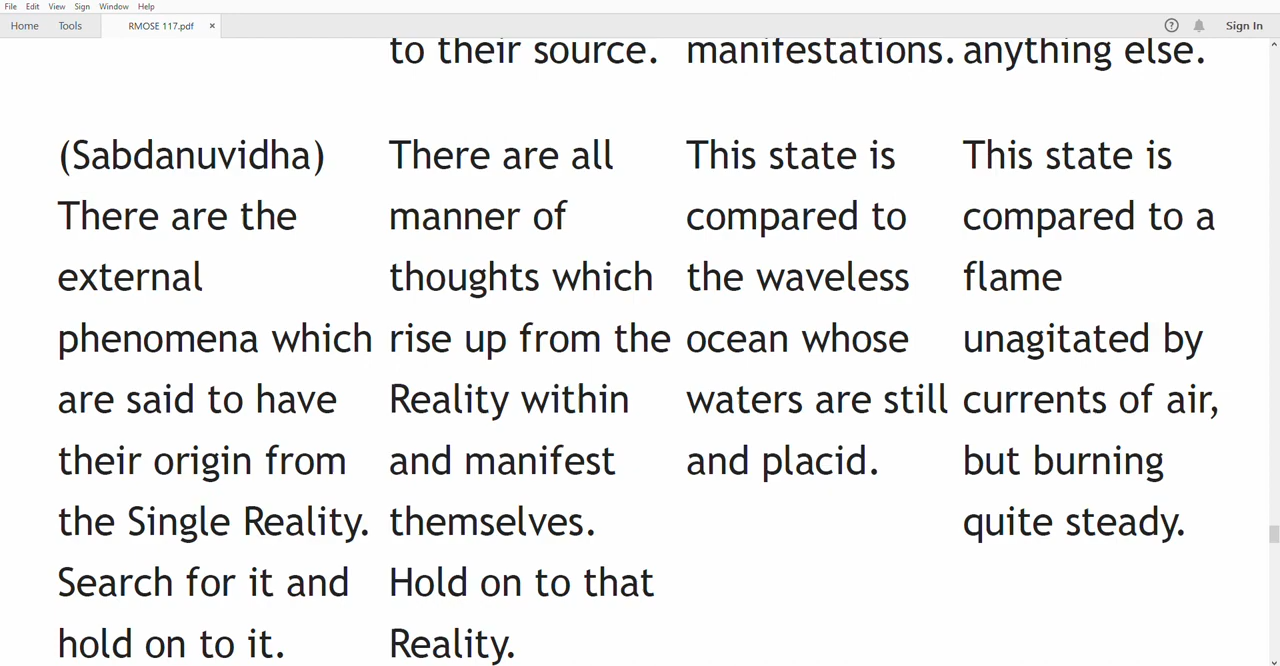 File Edit View Sign Window Help
Home Tools RMOSE 117.pdf × ? Sign In
to their source.
manifestations.
anything else.
(Sabdanuvidha)
There are the
external
phenomena which
are said to have
their origin from
the Single Reality.
Search for it and
hold on to it.
There are all
manner of
thoughts which
rise up from the
Reality within
and manifest
themselves.
Hold on to that
Reality.
This state is
compared to
the waveless
ocean whose
waters are still
and placid.
This state is
compared to a
flame
unagitated by
currents of air,
but burning
quite steady.